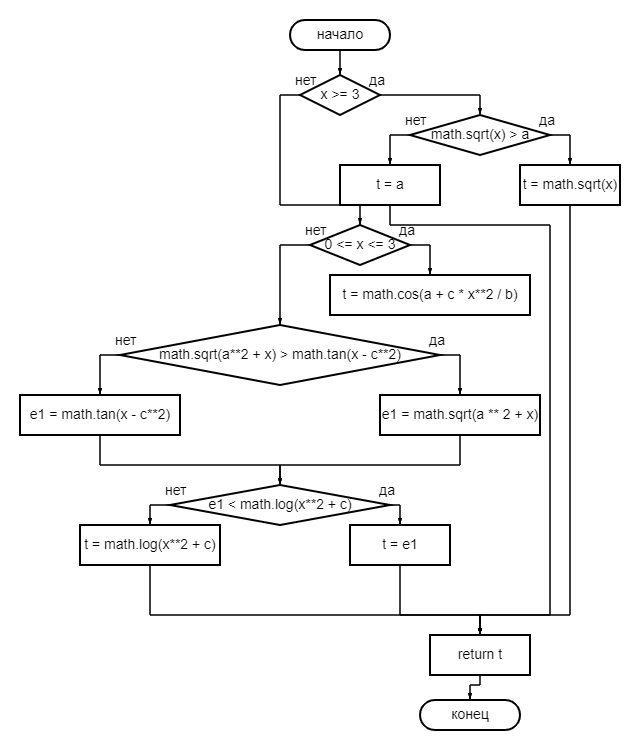 начало
нет
да
x >= 3
нет
да
math.sqrt(x) > a
t = a
t = math.sqrt(x)
нет
да
0 <= x <= 3
t = math.cos(a + c * x**2 / b)
нет
да
math.sqrt(a**2 + x) > math.tan(x - c**2)
e1 = math.tan(x - c**2)
e1 = math.sqrt(a ** 2 + x)
нет
да
e1 < math.log(x**2 + c)
t = math.log(x**2 + c)
t = e1
return t
конец